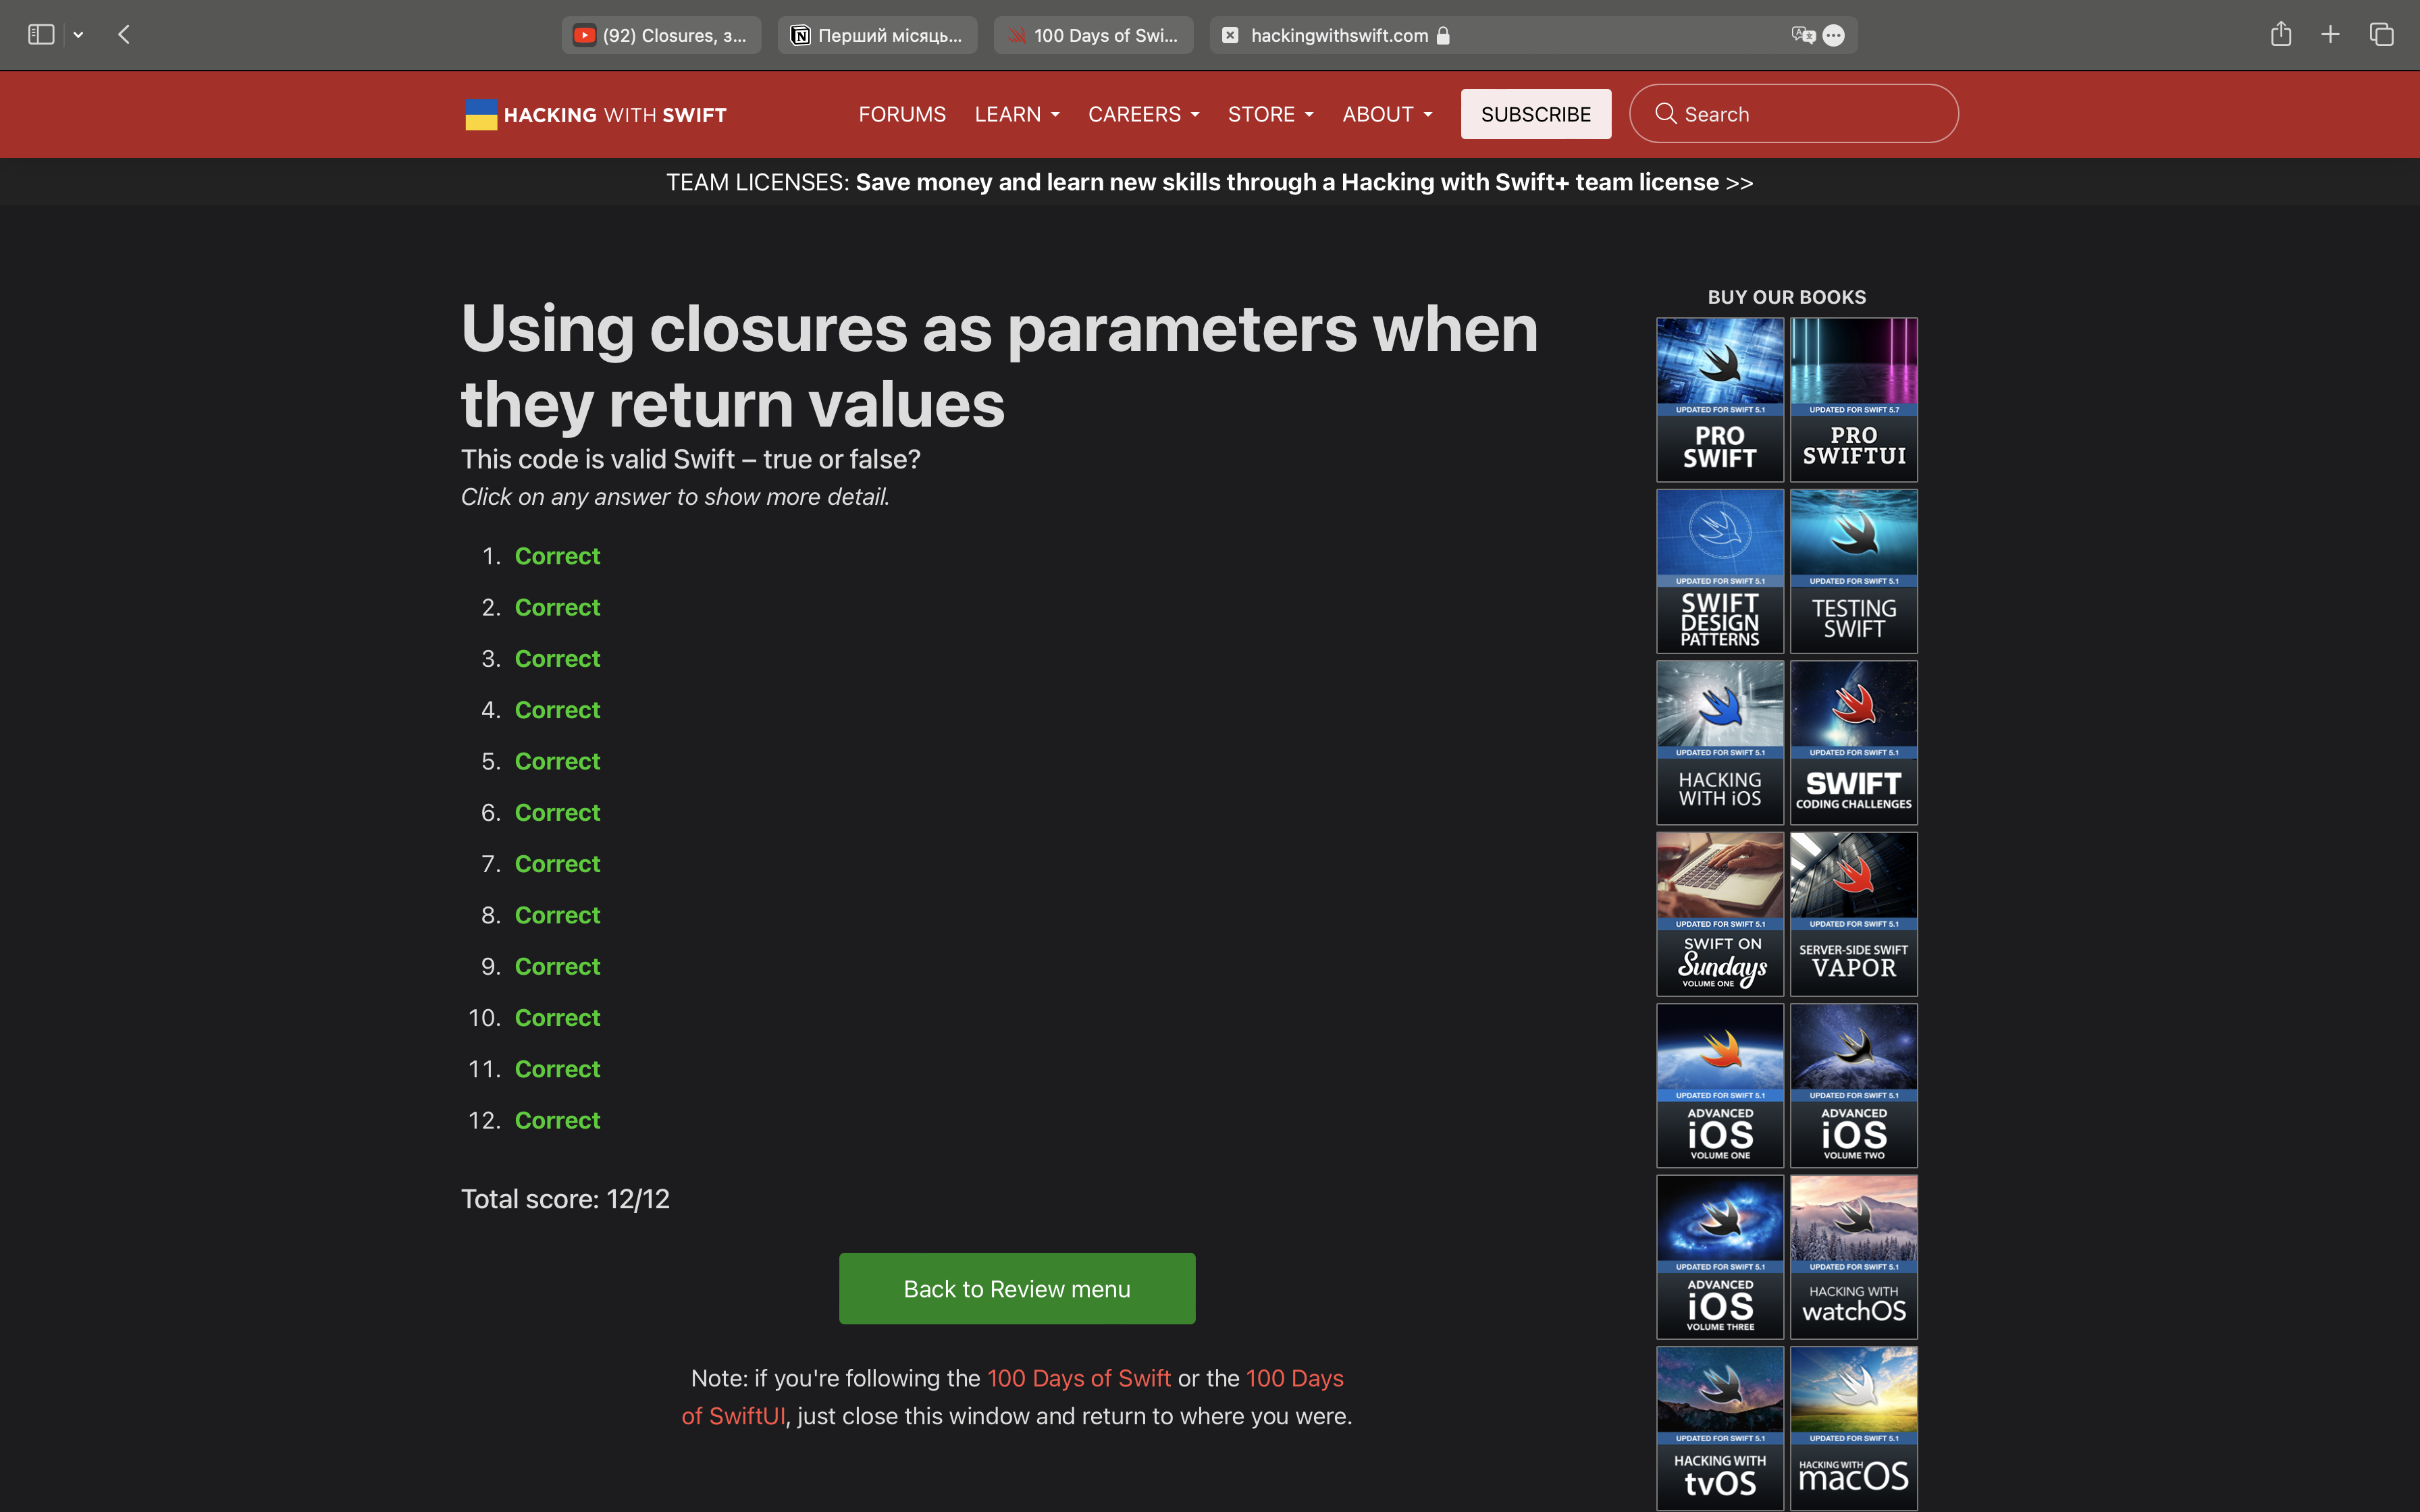 (92) Closures, з...
Перший місяць...
100 Days of Swi...
hackingwithswift.com
HACKING WITH SWIFT
FORUMS
LEARN
CAREERS
STORE
ABOUT
SUBSCRIBE
Search
TEAM LICENSES: Save money and learn new skills through a Hacking with Swift+ team license >>
Using closures as parameters when
they return values
This code is valid Swift – true or false?
Click on any answer to show more detail.
1. Correct
2. Correct
3. Correct
4. Correct
5. Correct
6. Correct
7. Correct
8. Correct
9. Correct
10. Correct
11. Correct
12. Correct
Total score: 12/12
Back to Review menu
Note: if you're following the 100 Days of Swift or the 100 Days
of SwiftUI, just close this window and return to where you were.
BUY OUR BOOKS
UPDATED FOR SWIFT 5.1
PRO
SWIFT
UPDATED FOR SWIFT 5.7
PRO
SWIFTUI
UPDATED FOR SWIFT 5.1
SWIFT
DESIGN
PATTERNS
UPDATED FOR SWIFT 5.1
TESTING
SWIFT
UPDATED FOR SWIFT 5.1
HACKING
WITH iOS
UPDATED FOR SWIFT 5.1
SWIFT
CODING CHALLENGES
UPDATED FOR SWIFT 5.1
SWIFT ON
Sundays
VOLUME ONE
UPDATED FOR SWIFT 5.1
SERVER-SIDE SWIFT
VAPOR
UPDATED FOR SWIFT 5.1
ADVANCED
iOS
VOLUME ONE
UPDATED FOR SWIFT 5.1
ADVANCED
iOS
VOLUME TWO
UPDATED FOR SWIFT 5.1
ADVANCED
iOS
VOLUME THREE
UPDATED FOR SWIFT 5.1
HACKING WITH
watchOS
UPDATED FOR SWIFT 5.1
HACKING WITH
tvOS
UPDATED FOR SWIFT 5.1
HACKING WITH
macOS